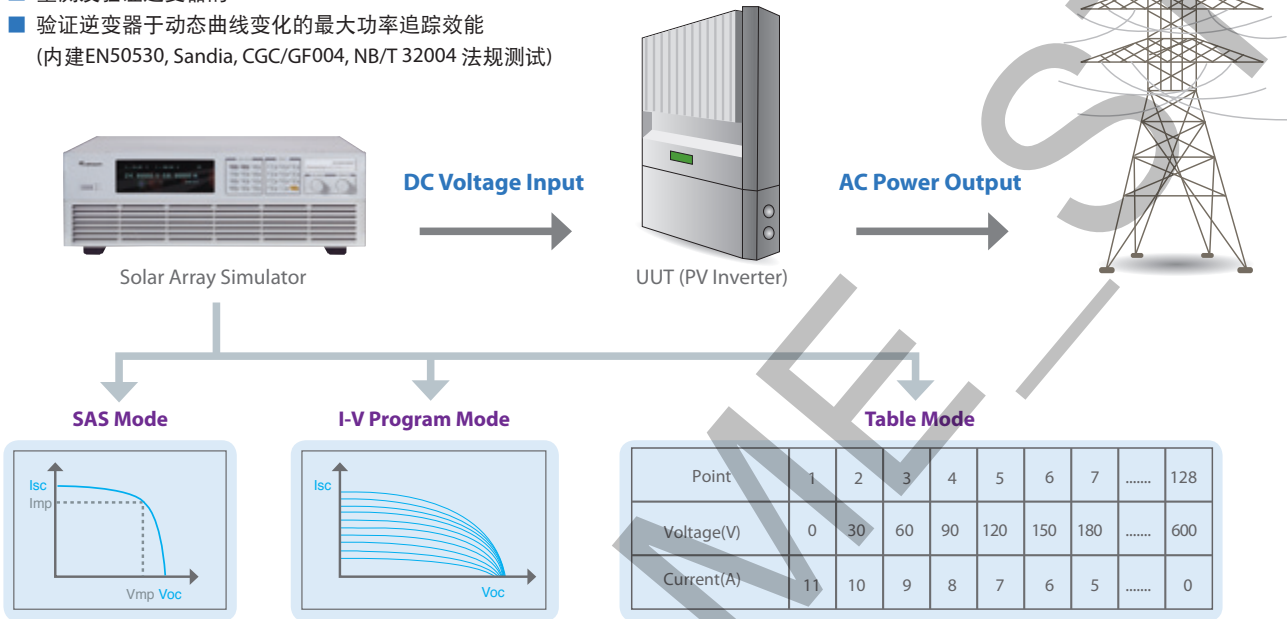 验证逆变器于动态曲线变化的最大功率追踪效能
(内建EN50530, Sandia, CGC/GF004, NB/T 32004 法规测试)
DC Voltage Input
AC Power Output
Solar Array Simulator
UUT (PV Inverter)
SAS Mode
I-V Program Mode
Table Mode
Isc
Imp
Vmp Voc
Isc
Voc
Point 1 2 3 4 5 6 7 ....... 128
Voltage(V) 0 30 60 90 120 150 180 ....... 600
Current(A) 11 10 9 8 7 6 5 ....... 0